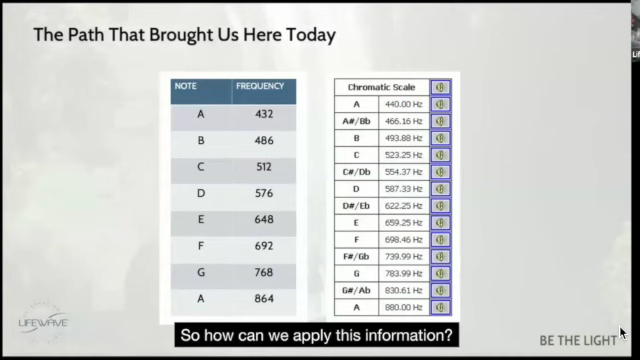 The Path That Brought Us Here Today
NOTE FREQUENCY
A 432
B 486
C 512
D 576
E 648
F 692
G 768
A 864
Chromatic Scale
A 440.00 Hz
A#/Bb 466.16 Hz
B 493.88 Hz
C 523.25 Hz
C#/Db 554.37 Hz
D 587.33 Hz
D#/Eb 622.25 Hz
E 659.25 Hz
F 698.46 Hz
F#/Gb 739.99 Hz
G 783.99 Hz
G#/Ab 830.61 Hz
A 880.00 Hz
LIFEWAVE
So how can we apply this information?
BE THE LIGHT